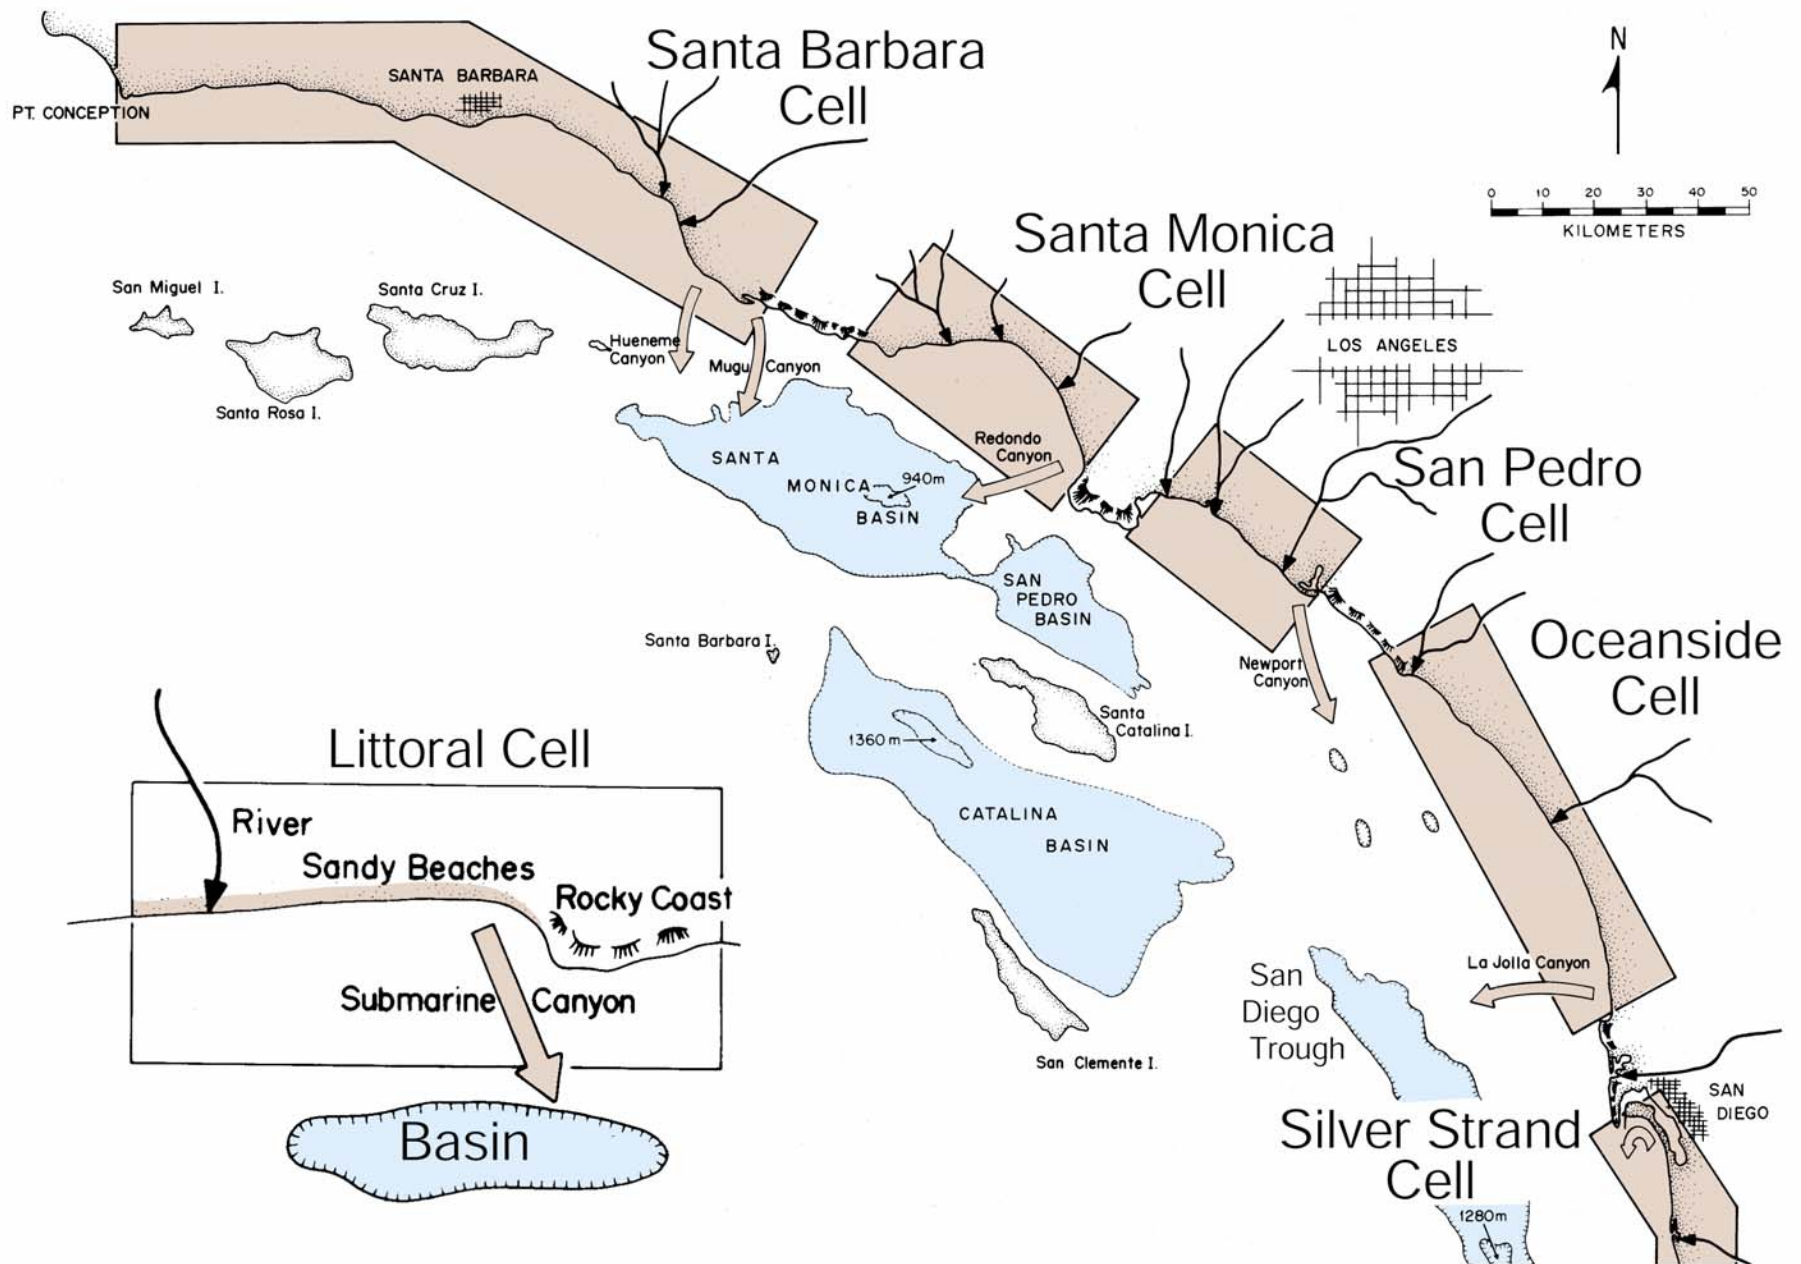 Santa Barbara
Cell
SANTA BARBARA
PT. CONCEPTION
N
0 10 20 30 40 50
KILOMETERS
Santa Monica
Cell
San Miguel I.
Santa Cruz I.
Santa Rosa I.
Hueneme
Canyon
Mugu Canyon
LOS ANGELES
Redondo
Canyon
SANTA
MONICA
BASIN
940m
San Pedro
Cell
SAN
PEDRO
BASIN
Santa Barbara I.
Newport
Canyon
Oceanside
Cell
Santa
Catalina I.
1360 m
CATALINA
BASIN
Littoral Cell
River
Sandy Beaches
Rocky Coast
Submarine Canyon
Basin
La Jolla Canyon
San
Diego
Trough
San Clemente I.
SAN
DIEGO
Silver Strand
Cell
1280m